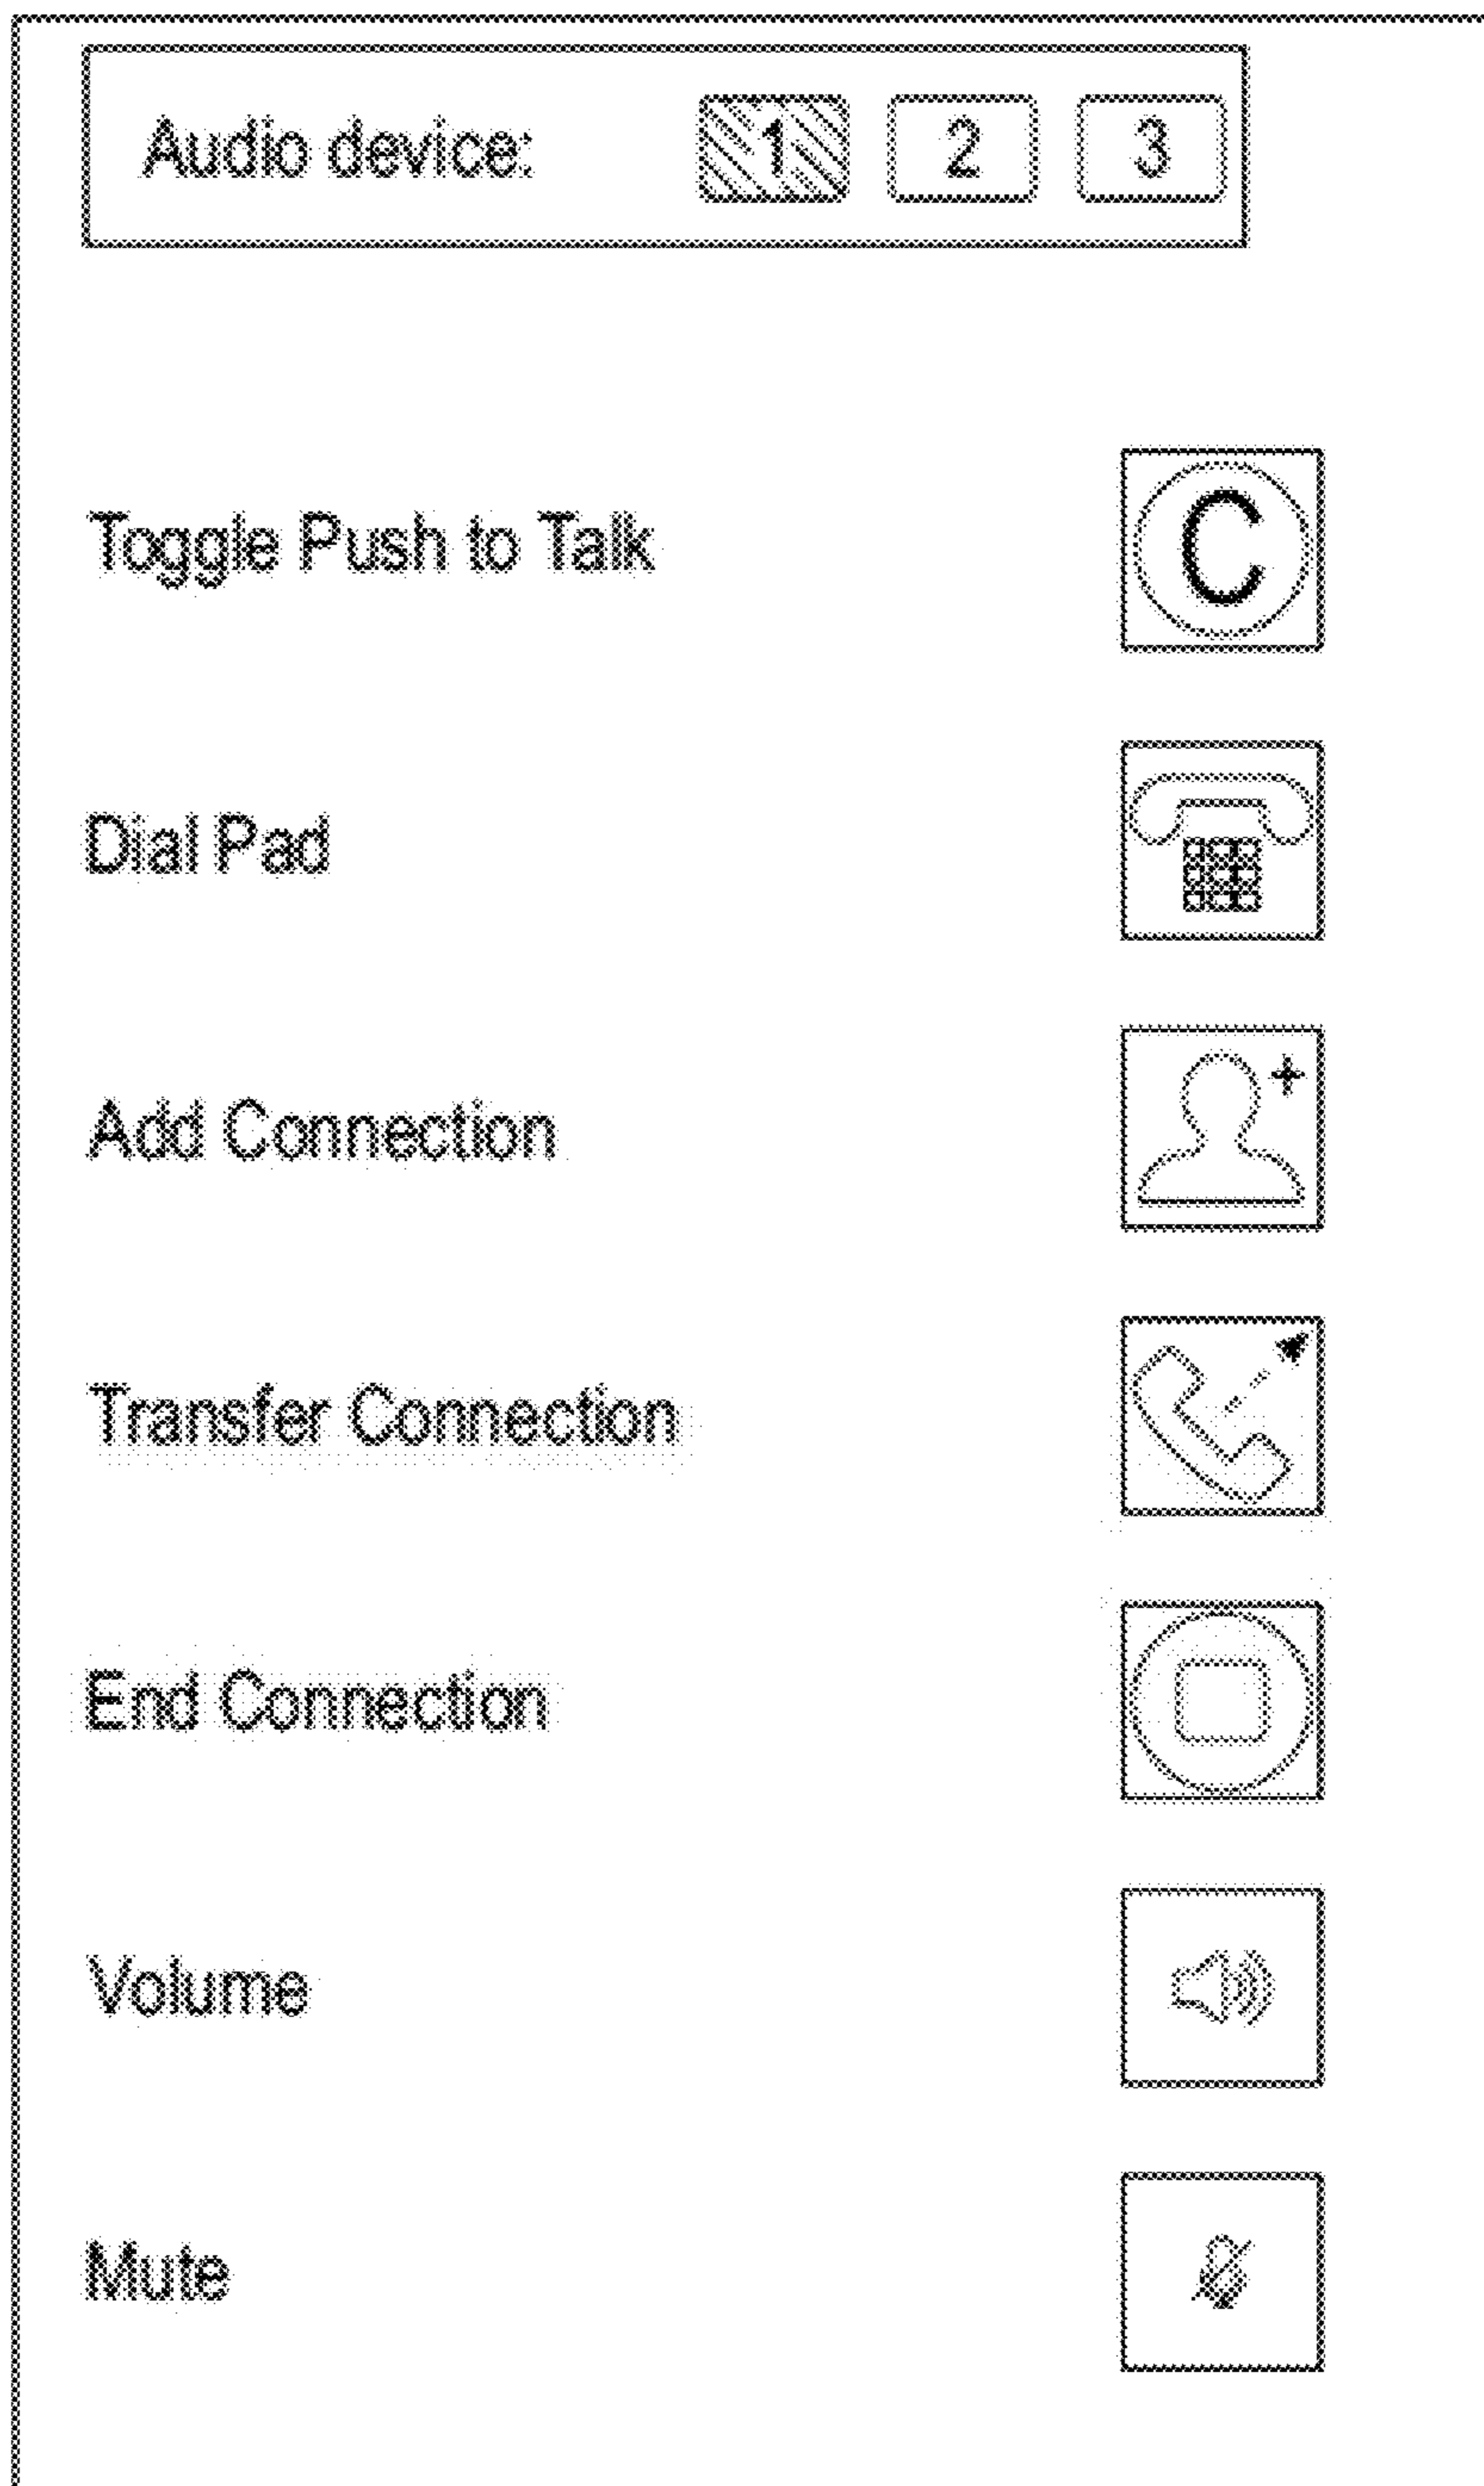 Audio device: 1 2 3
Toggle Push to Talk C
Dial Pad
Add Connection +
Transfer Connection
End Connection
Volume
Mute